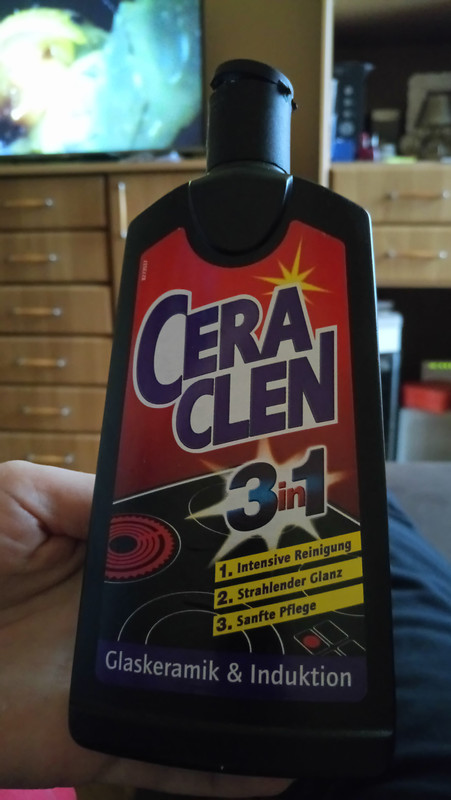 CERA
CLEN
3in1
1. Intensive Reinigung
2. Strahlender Glanz
3. Sanfte Pflege
Glaskeramik & Induktion